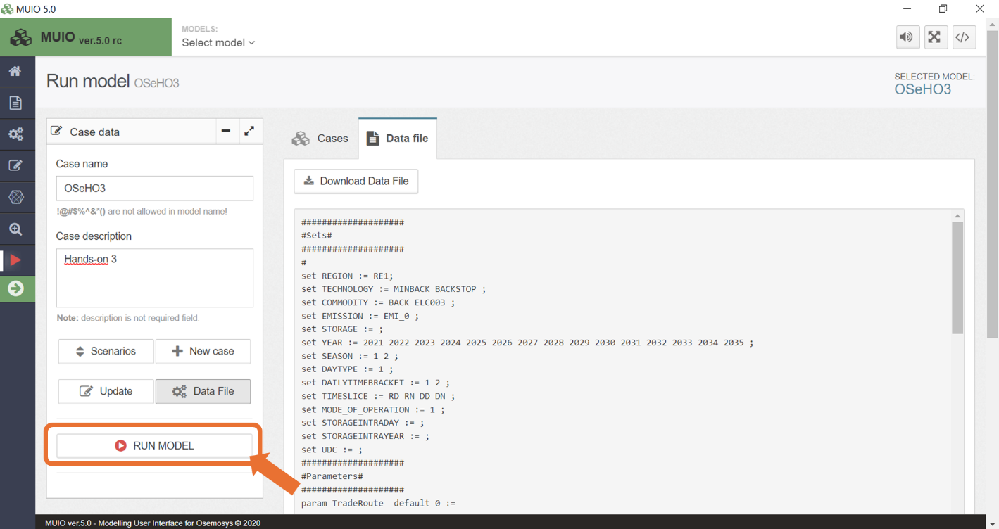 MUIO 5.0
MUIO ver.5.0 rc
MODELS:
Select model
Run model OSeHO3
SELECTED MODEL:
OSeHO3
Case data
Case name
OSeHO3
!@#$%^&*() are not allowed in model name!
Case description
Hands-on 3
Note: description is not required field.
Scenarios
New case
Update
Data File
RUN MODEL
Cases
Data file
Download Data File
####################
#Sets#
####################
#
set REGION := RE1;
set TECHNOLOGY := MINBACK BACKSTOP ;
set COMMODITY := BACK ELC003 ;
set EMISSION := EMI_0 ;
set STORAGE := ;
set YEAR := 2021 2022 2023 2024 2025 2026 2027 2028 2029 2030 2031 2032 2033 2034 2035 ;
set SEASON := 1 2 ;
set DAYTYPE := 1 ;
set DAILYTIMEBRACKET := 1 2 ;
set TIMESLICE := RD RN DD DN ;
set MODE_OF_OPERATION := 1 ;
set STORAGEINTRADAY := ;
set STORAGEINTRAYEAR := ;
set UDC := ;
####################
#Parameters#
####################
param TradeRoute  default 0 :=
MUIO ver.5.0 - Modelling User Interface for Osemosys © 2020